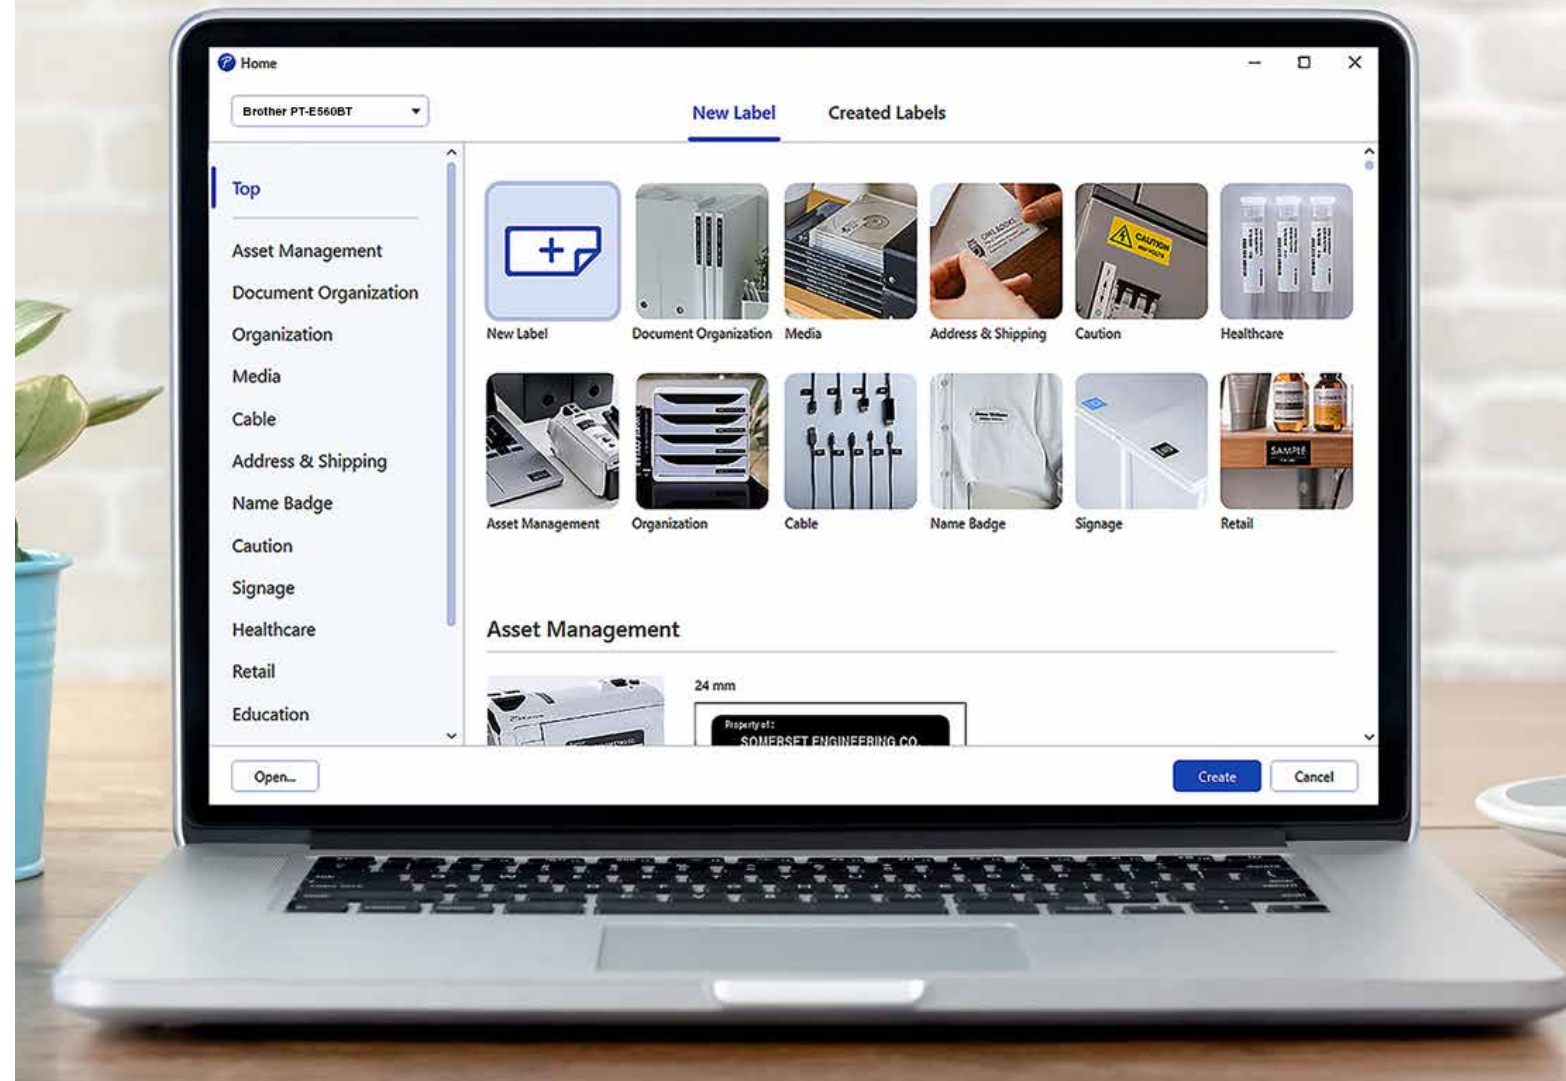 Home
Brother PT-E560BT
New Label
Created Labels
Top
Asset Management
Document Organization
Organization
Media
Cable
Address & Shipping
Name Badge
Caution
Signage
Healthcare
Retail
Education
New Label
Document Organization
Media
Address & Shipping
Caution
Healthcare
CAUTION
Asset Management
Organization
Cable
Name Badge
Signage
Retail
SAMPLE
Asset Management
24 mm
Property of:
SOMERSET ENGINEERING CO.
Open...
Create
Cancel